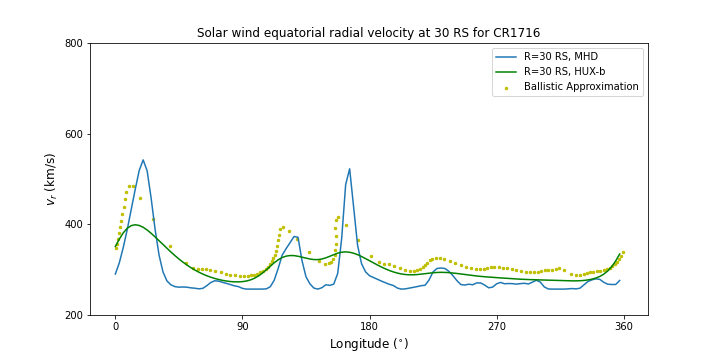 Solar wind equatorial radial velocity at 30 RS for CR1716
R=30 RS, MHD
R=30 RS, HUX-b
Ballistic Approximation
800
600
400
200
v_r (km/s)
0
90
180
270
360
Longitude (°)